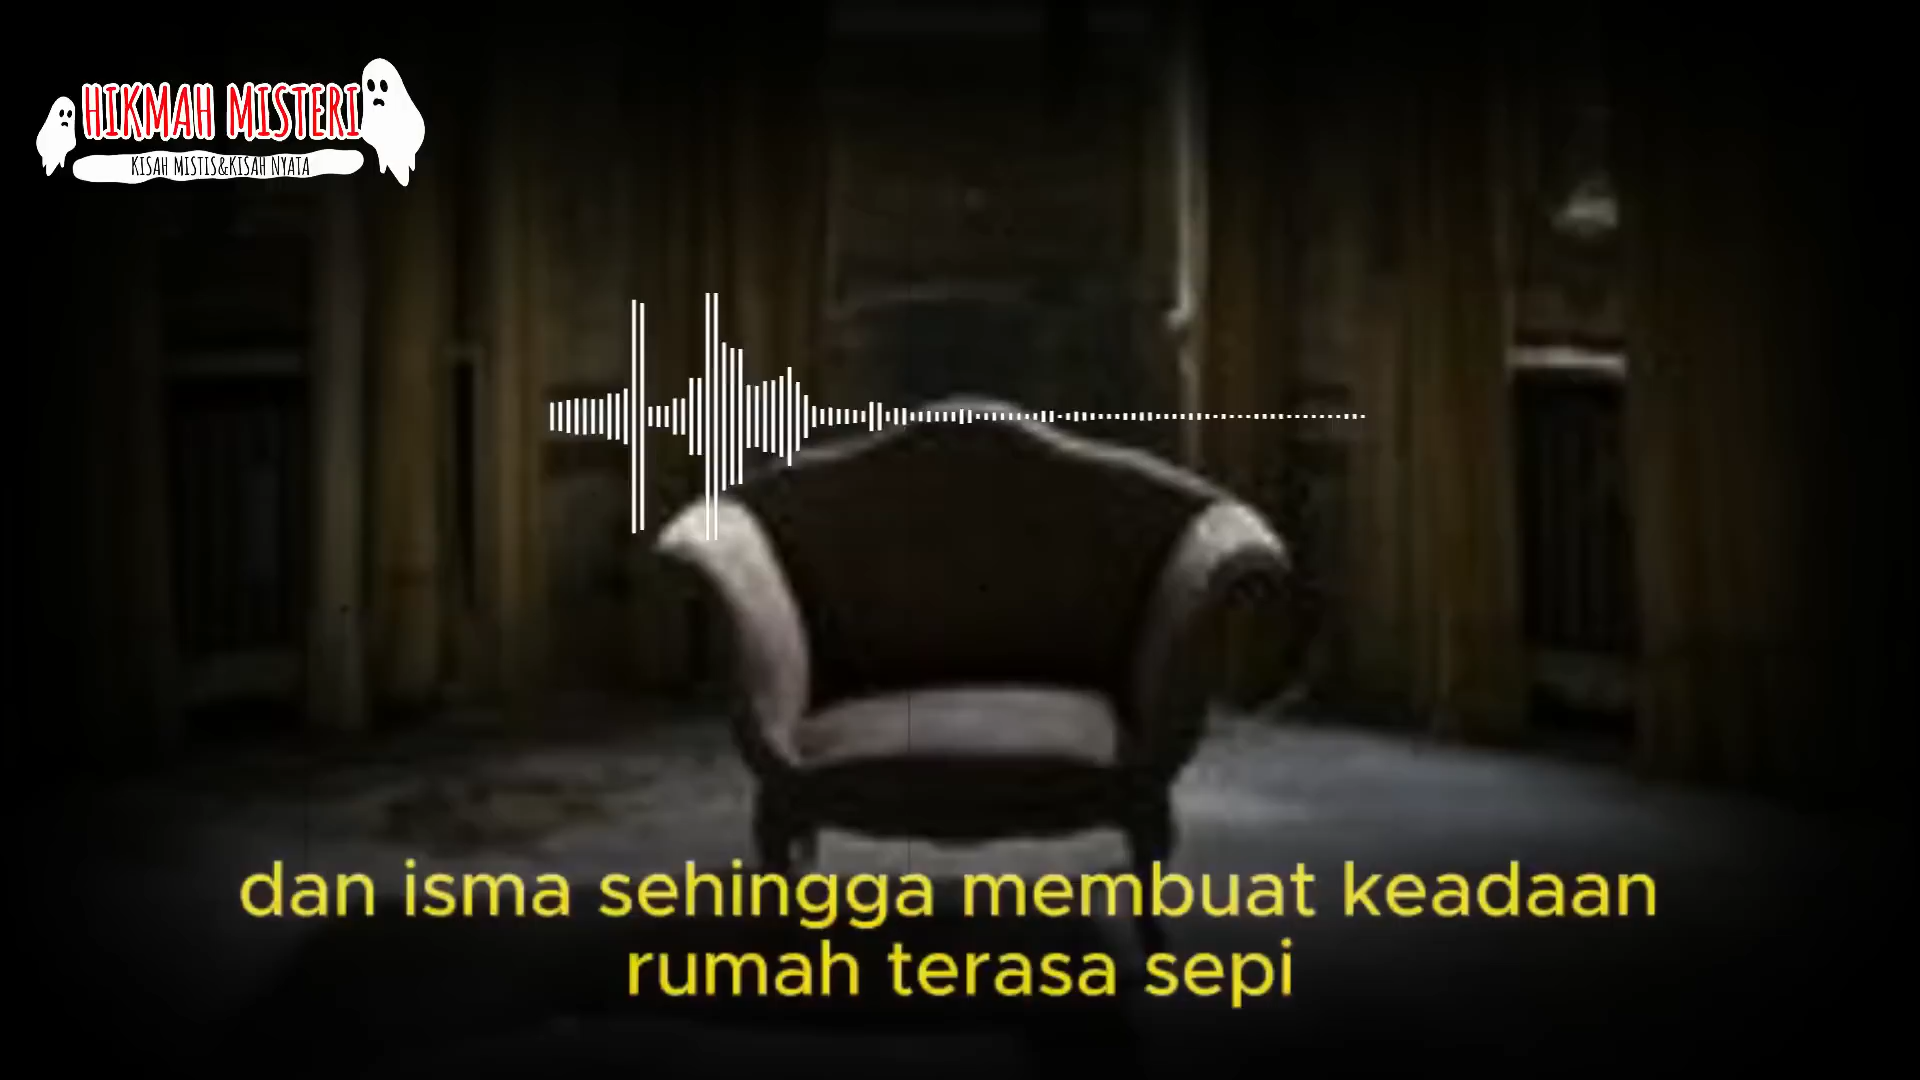 HIKMAH MISTERI
KISAH MISTIS&KISAH NYATA
dan isma sehingga membuat keadaan
rumah terasa sepi